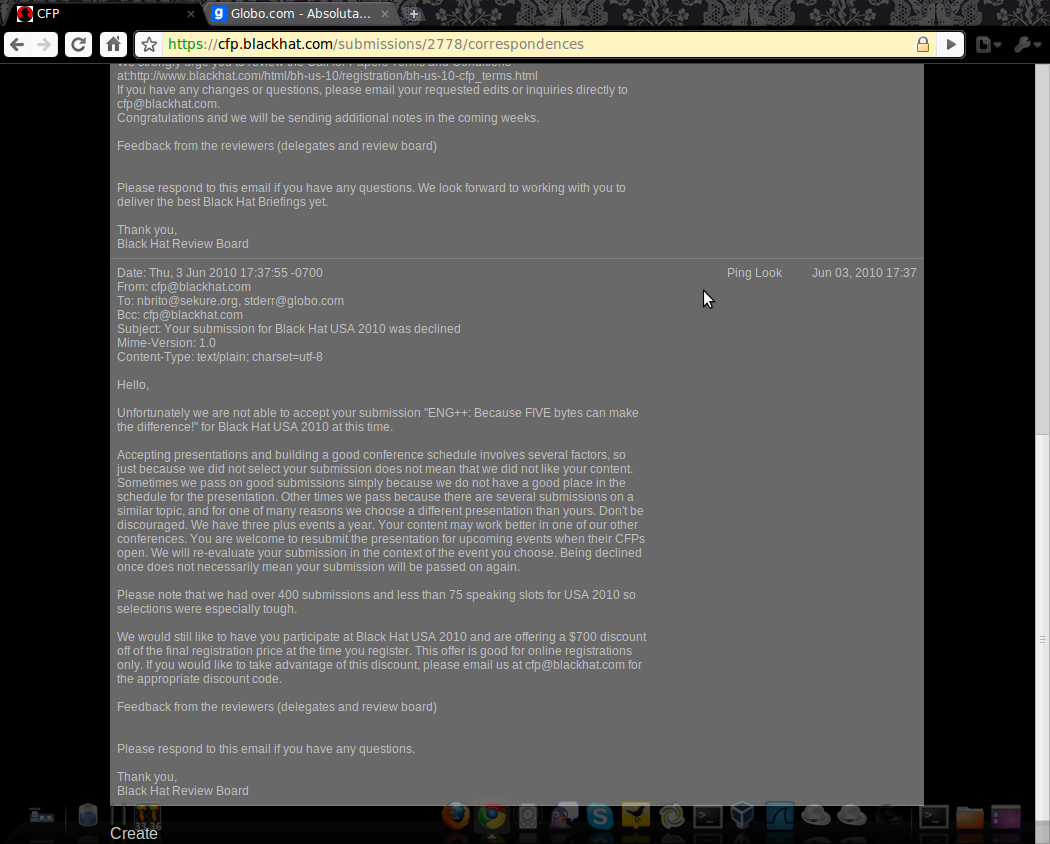 CFP
Globo.com - Absoluta...
https://cfp.blackhat.com/submissions/2778/correspondences
We strongly urge you to review the Call for Papers Terms and Conditions
at:http://www.blackhat.com/html/bh-us-10/registration/bh-us-10-cfp_terms.html
If you have any changes or questions, please email your requested edits or inquiries directly to
cfp@blackhat.com.
Congratulations and we will be sending additional notes in the coming weeks.
Feedback from the reviewers (delegates and review board)
Please respond to this email if you have any questions. We look forward to working with you to
deliver the best Black Hat Briefings yet.
Thank you,
Black Hat Review Board
Date: Thu, 3 Jun 2010 17:37:55 -0700 Ping Look Jun 03, 2010 17:37
From: cfp@blackhat.com
To: nbrito@sekure.org, stderr@globo.com
Bcc: cfp@blackhat.com
Subject: Your submission for Black Hat USA 2010 was declined
Mime-Version: 1.0
Content-Type: text/plain; charset=utf-8
Hello,
Unfortunately we are not able to accept your submission "ENG++: Because FIVE bytes can make
the difference!" for Black Hat USA 2010 at this time.
Accepting presentations and building a good conference schedule involves several factors, so
just because we did not select your submission does not mean that we did not like your content.
Sometimes we pass on good submissions simply because we do not have a good place in the
schedule for the presentation. Other times we pass because there are several submissions on a
similar topic, and for one of many reasons we choose a different presentation than yours. Don't be
discouraged. We have three plus events a year. Your content may work better in one of our other
conferences. You are welcome to resubmit the presentation for upcoming events when their CFPs
open. We will re-evaluate your submission in the context of the event you choose. Being declined
once does not necessarily mean your submission will be passed on again.
Please note that we had over 400 submissions and less than 75 speaking slots for USA 2010 so
selections were especially tough.
We would still like to have you participate at Black Hat USA 2010 and are offering a $700 discount
off of the final registration price at the time you register. This offer is good for online registrations
only. If you would like to take advantage of this discount, please email us at cfp@blackhat.com for
the appropriate discount code.
Feedback from the reviewers (delegates and review board)
Please respond to this email if you have any questions.
Thank you,
Black Hat Review Board
Create